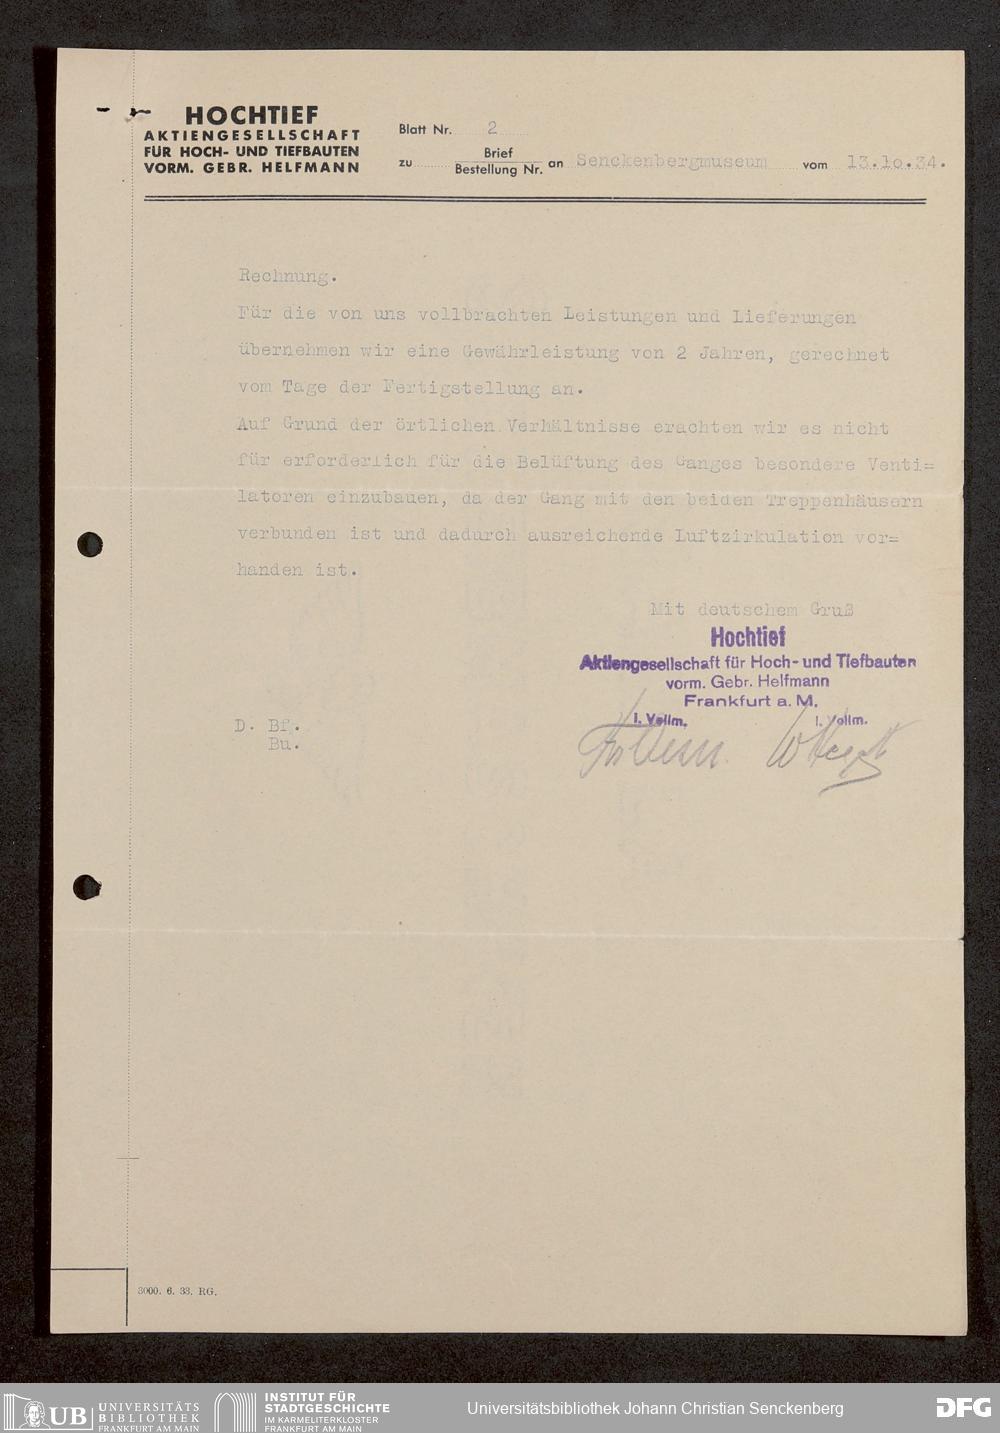 HOCHTIEF
AKTIENGESELLSCHAFT
FÜR HOCH- UND TIEFBAUTEN
VORM. GEBR. HELFMANN
Blatt Nr. 2
zu Brief
Bestellung Nr. an Senckenbergmuseum vom 13.1o.34.
Rechnung.
Für die von uns vollbrachten Leistungen und Lieferungen
übernehmen wir eine Gewährleistung von 2 Jahren, gerechnet
vom Tage der Fertigstellung an.
Auf Grund der örtlichen Verhältnisse erachten wir es nicht
für erforderlich für die Belüftung des Ganges besondere Venti=
latoren einzubauen, da der Gang mit den beiden Treppenhäusern
verbunden ist und dadurch ausreichende Luftzirkulation vor=
handen ist.
Mit deutschem Gruß
Hochtief
Aktiengesellschaft für Hoch- und Tiefbauten
vorm. Gebr. Helfmann
Frankfurt a. M.
i. Vollm. i. Vollm.
D. Bf.
Bu.
3000. 6. 33. RG.
UB UNIVERSITÄTS
BIBLIOTHEK
FRANKFURT AM MAIN
INSTITUT FÜR
STADTGESCHICHTE
IM KARMELITERKLOSTER
FRANKFURT AM MAIN
Universitätsbibliothek Johann Christian Senckenberg
DFG